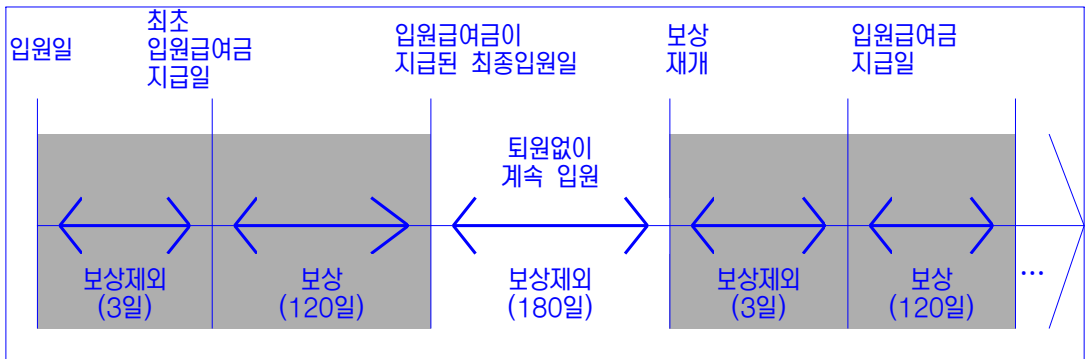 입원일
최초
입원급여금
지급일
입원급여금이
지급된 최종입원일
보상
재개
입원급여금
지급일
퇴원없이
계속 입원
보상제외
(3일)
보상
(120일)
보상제외
(180일)
보상제외
(3일)
보상
(120일)
…